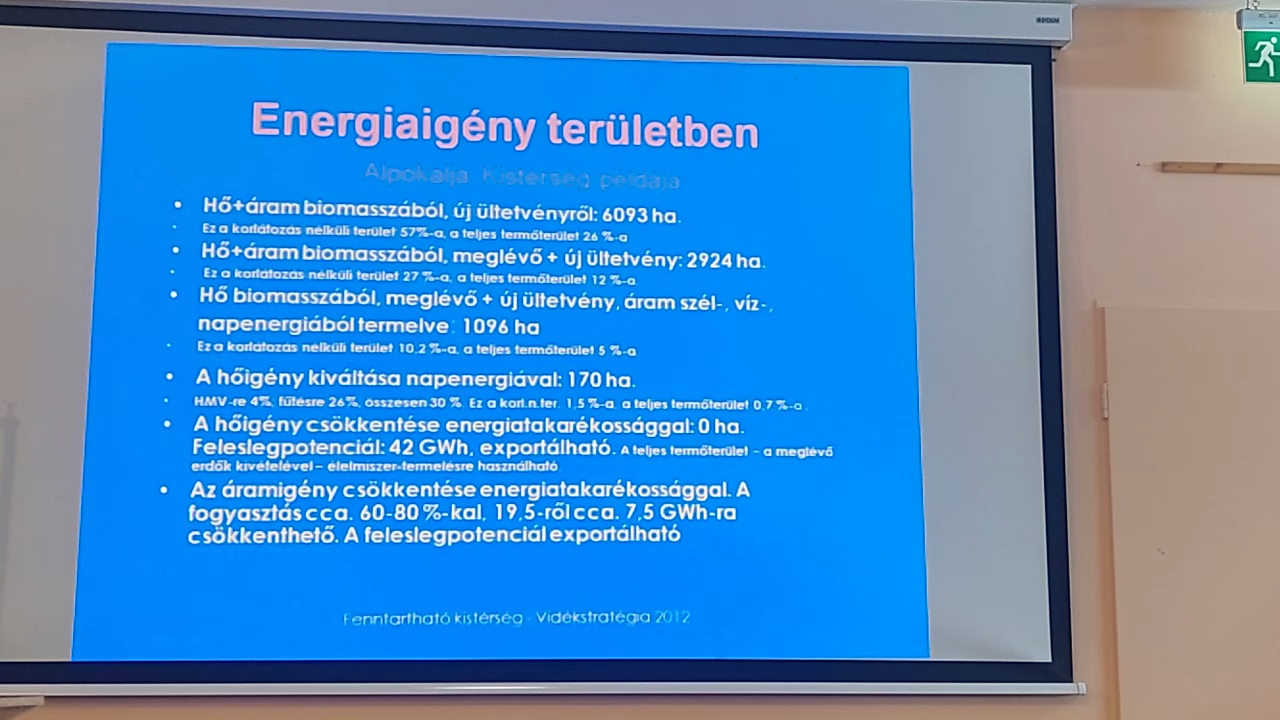 Energiaigény területben
Alpokalja Kistérség példája
• Hő+áram biomasszából, új ültetvényről: 6093 ha.
• Ez a korlátozás nélküli terület 57%-a, a teljes termőterület 26 %-a
• Hő+áram biomasszából, meglévő + új ültetvény: 2924 ha.
• Ez a korlátozás nélküli terület 27 %-a, a teljes termőterület 12 %-a
• Hő biomasszából, meglévő + új ültetvény, áram szél-, víz-,
napenergiából termelve: 1096 ha
• Ez a korlátozás nélküli terület 10,2 %-a, a teljes termőterület 5 %-a
• A hőigény kiváltása napenergiával: 170 ha.
• HMV-re 4%, fűtésre 26%, összesen 30 %. Ez a korl.n.ter. 1,5 %-a, a teljes termőterület 0,7 %-a.
• A hőigény csökkentése energiatakarékossággal: 0 ha.
Feleslegpotenciál: 42 GWh, exportálható. A teljes termőterület – a meglévő
erdők kivételével – élelmiszer-termelésre használható
• Az áramigény csökkentése energiatakarékossággal. A
fogyasztás cca. 60-80 %-kal, 19,5-ről cca. 7,5 GWh-ra
csökkenthető. A feleslegpotenciál exportálható
Fenntartható kistérség - Vidékstratégia 2012